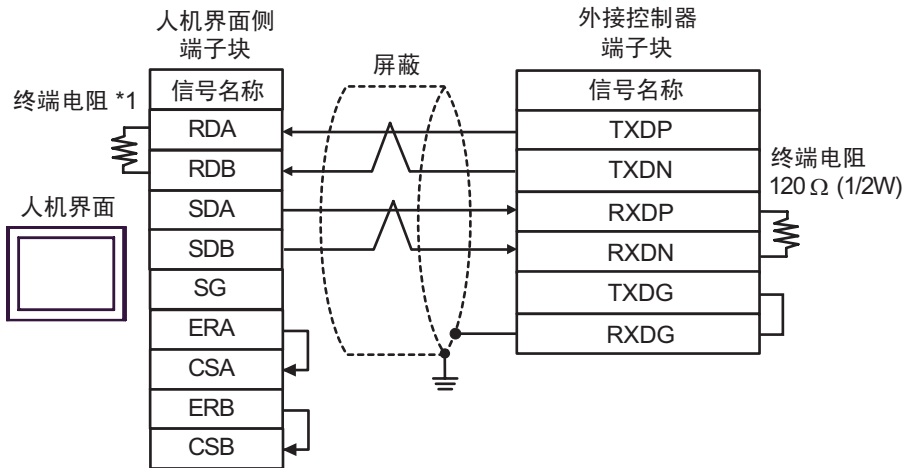 人机界面侧
端子块
外接控制器
端子块
屏蔽
终端电阻 *1
信号名称
RDA
RDB
SDA
SDB
SG
ERA
CSA
ERB
CSB
人机界面
信号名称
TXDP
TXDN
RXDP
RXDN
TXDG
RXDG
终端电阻
120 Ω (1/2W)